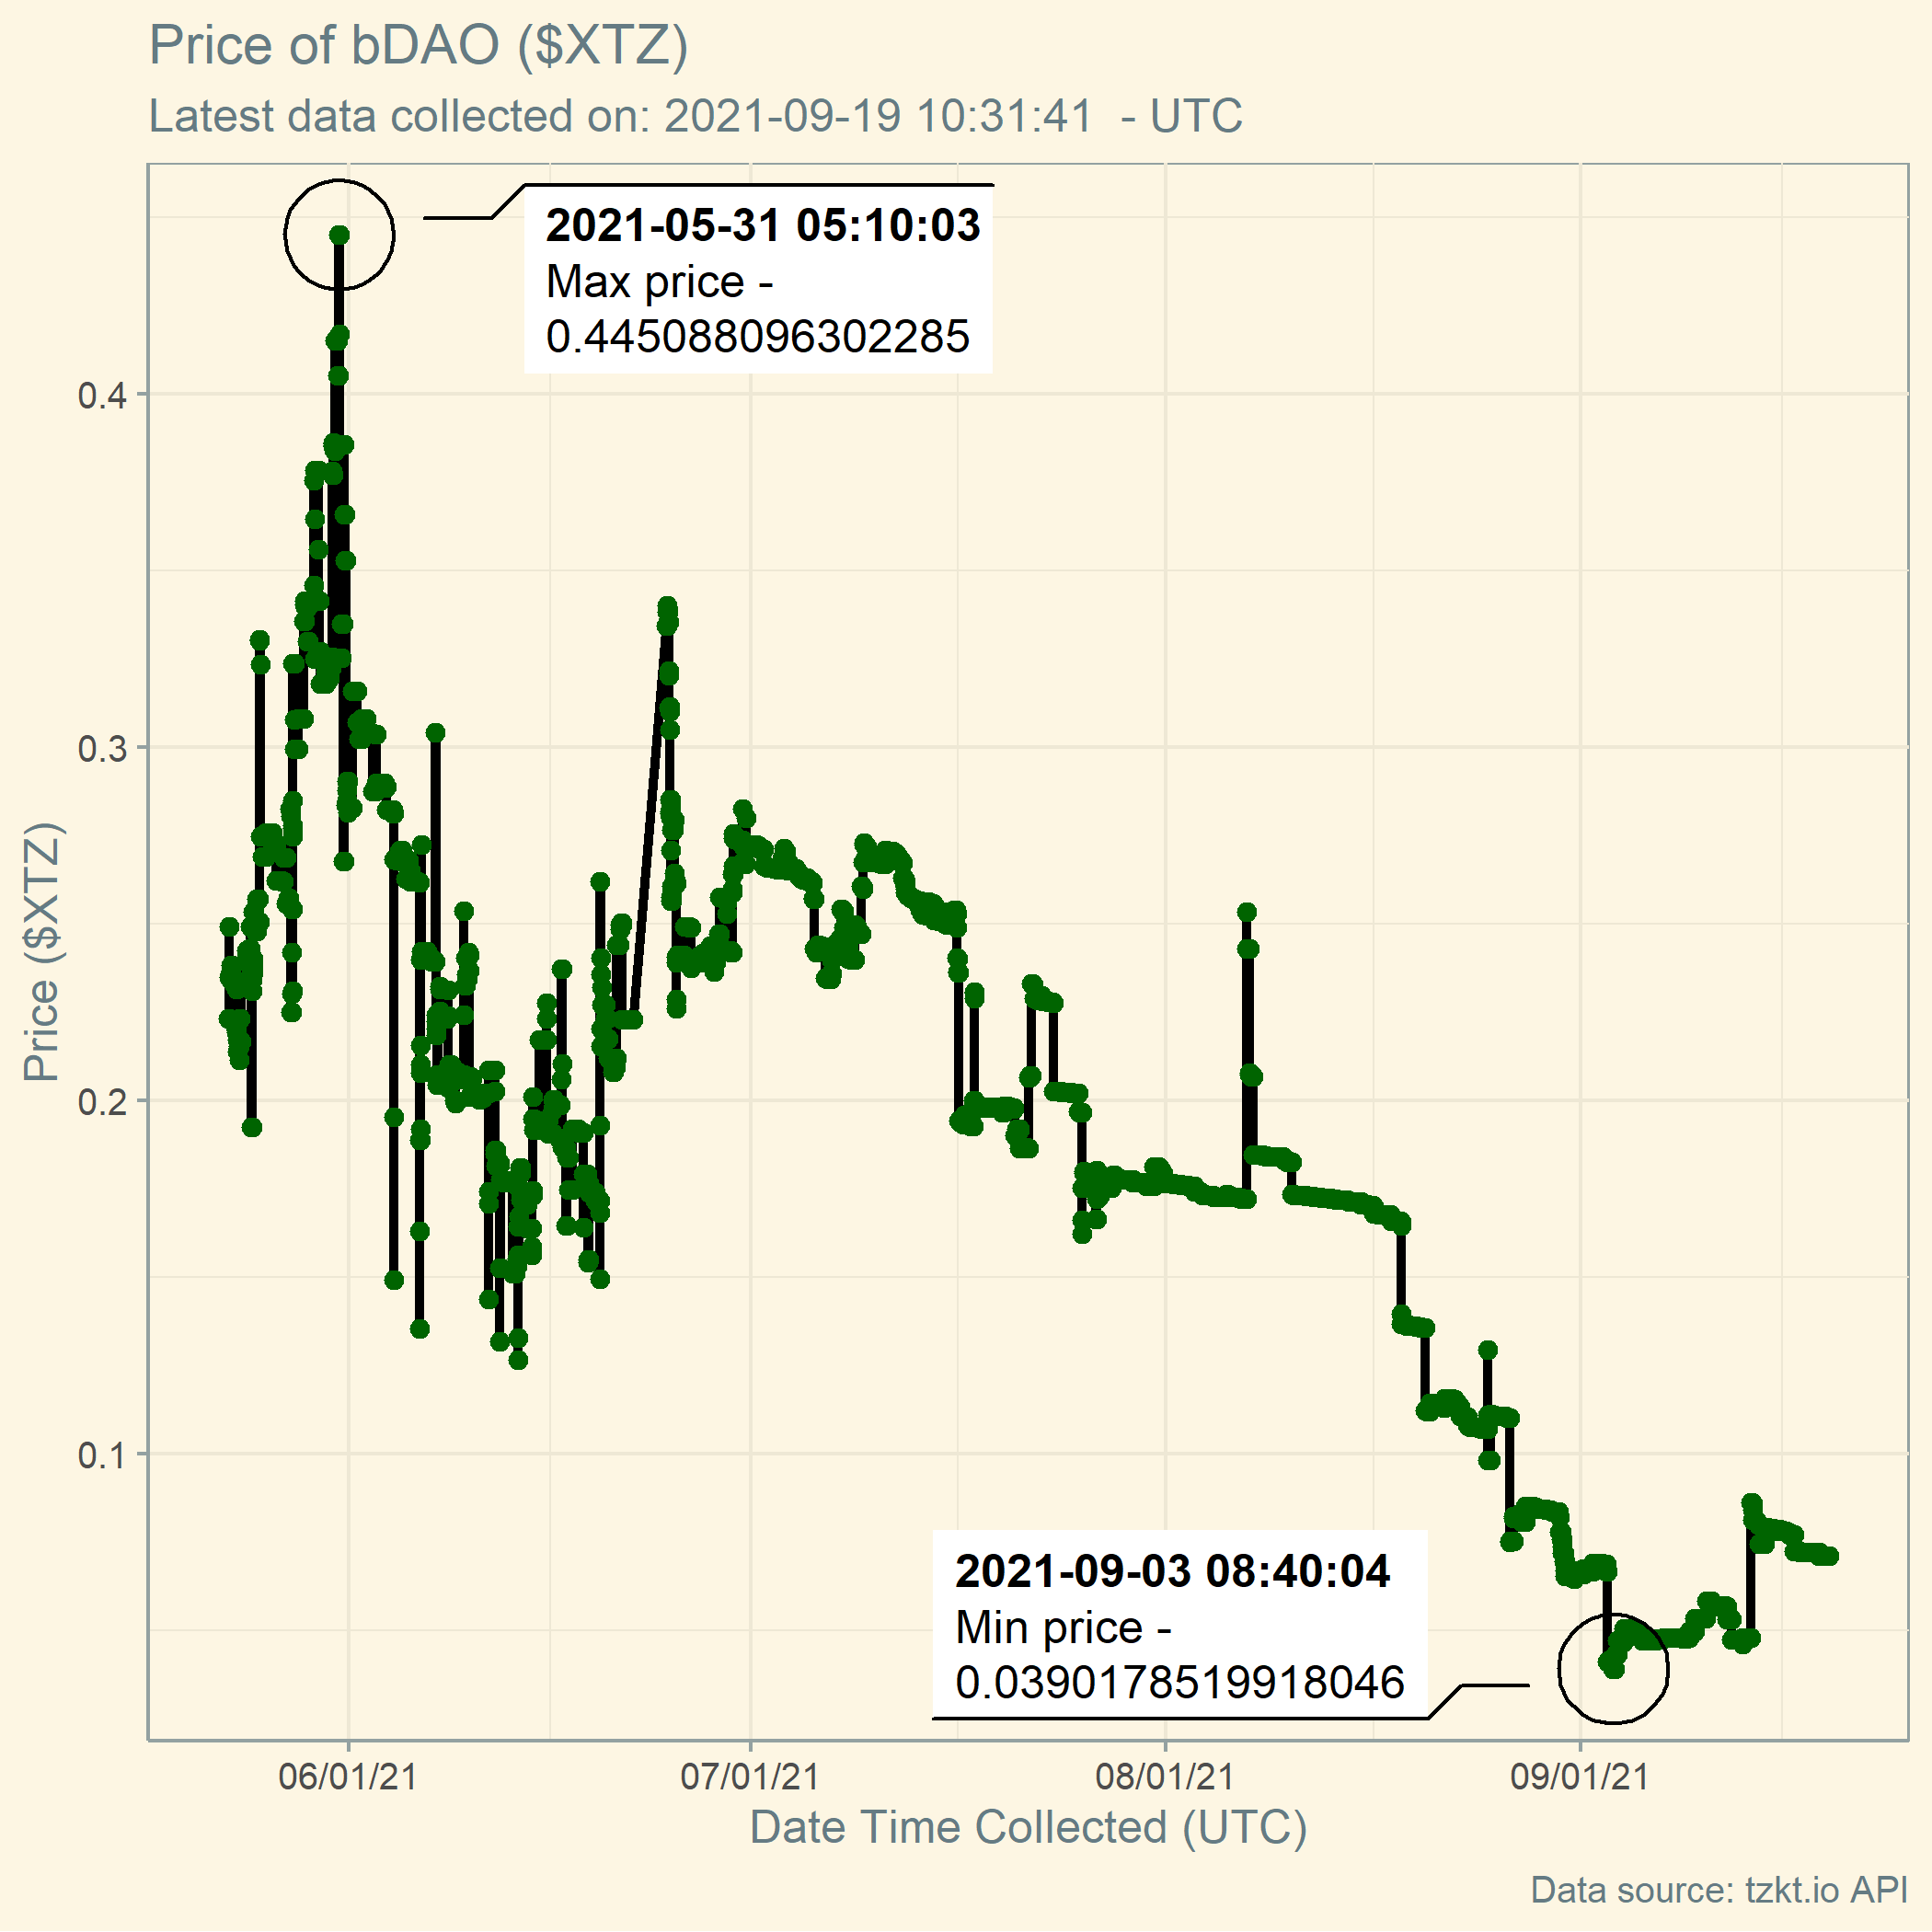 Price of bDAO ($XTZ)
Latest data collected on: 2021-09-19 10:31:41  - UTC
2021-05-31 05:10:03
Max price -
0.445088096302285
0.4
0.3
0.2
0.1
Price ($XTZ)
2021-09-03 08:40:04
Min price -
0.0390178519918046
06/01/21
07/01/21
08/01/21
09/01/21
Date Time Collected (UTC)
Data source: tzkt.io API